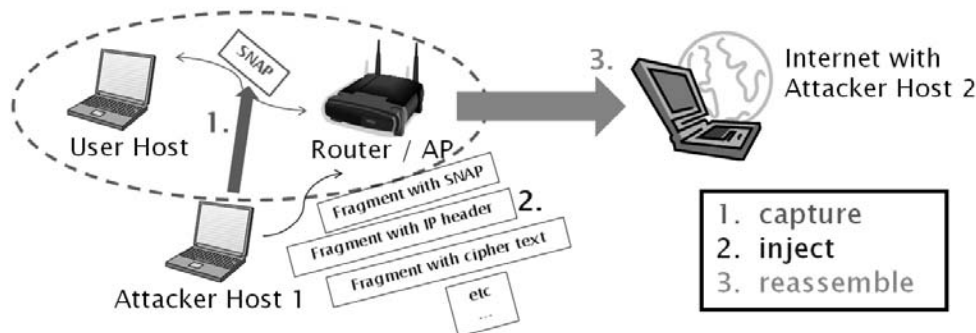 SNAP
3.
Internet with
Attacker Host 2
1.
User Host
Router / AP
Fragment with SNAP
2.
Fragment with IP header
Fragment with cipher text
etc
...
Attacker Host 1
1. capture
2. inject
3. reassemble